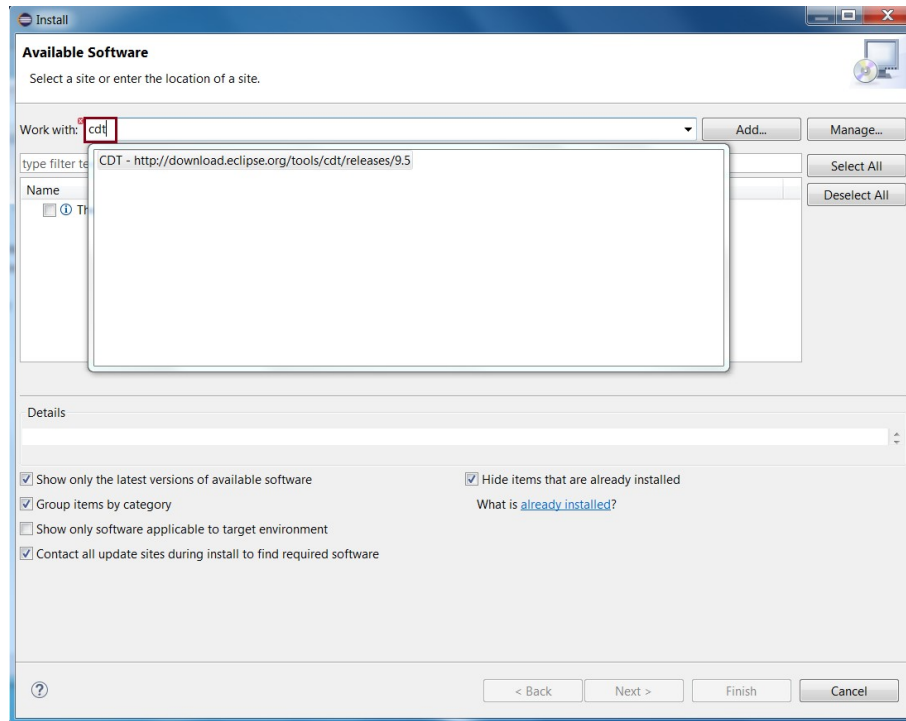 Install
Available Software
Select a site or enter the location of a site.
Work with: cdt Add... Manage...
type filter te Select All
CDT - http://download.eclipse.org/tools/cdt/releases/9.5
Name Deselect All
Th
Details
Show only the latest versions of available software Hide items that are already installed
Group items by category What is already installed?
Show only software applicable to target environment
Contact all update sites during install to find required software
? < Back Next > Finish Cancel